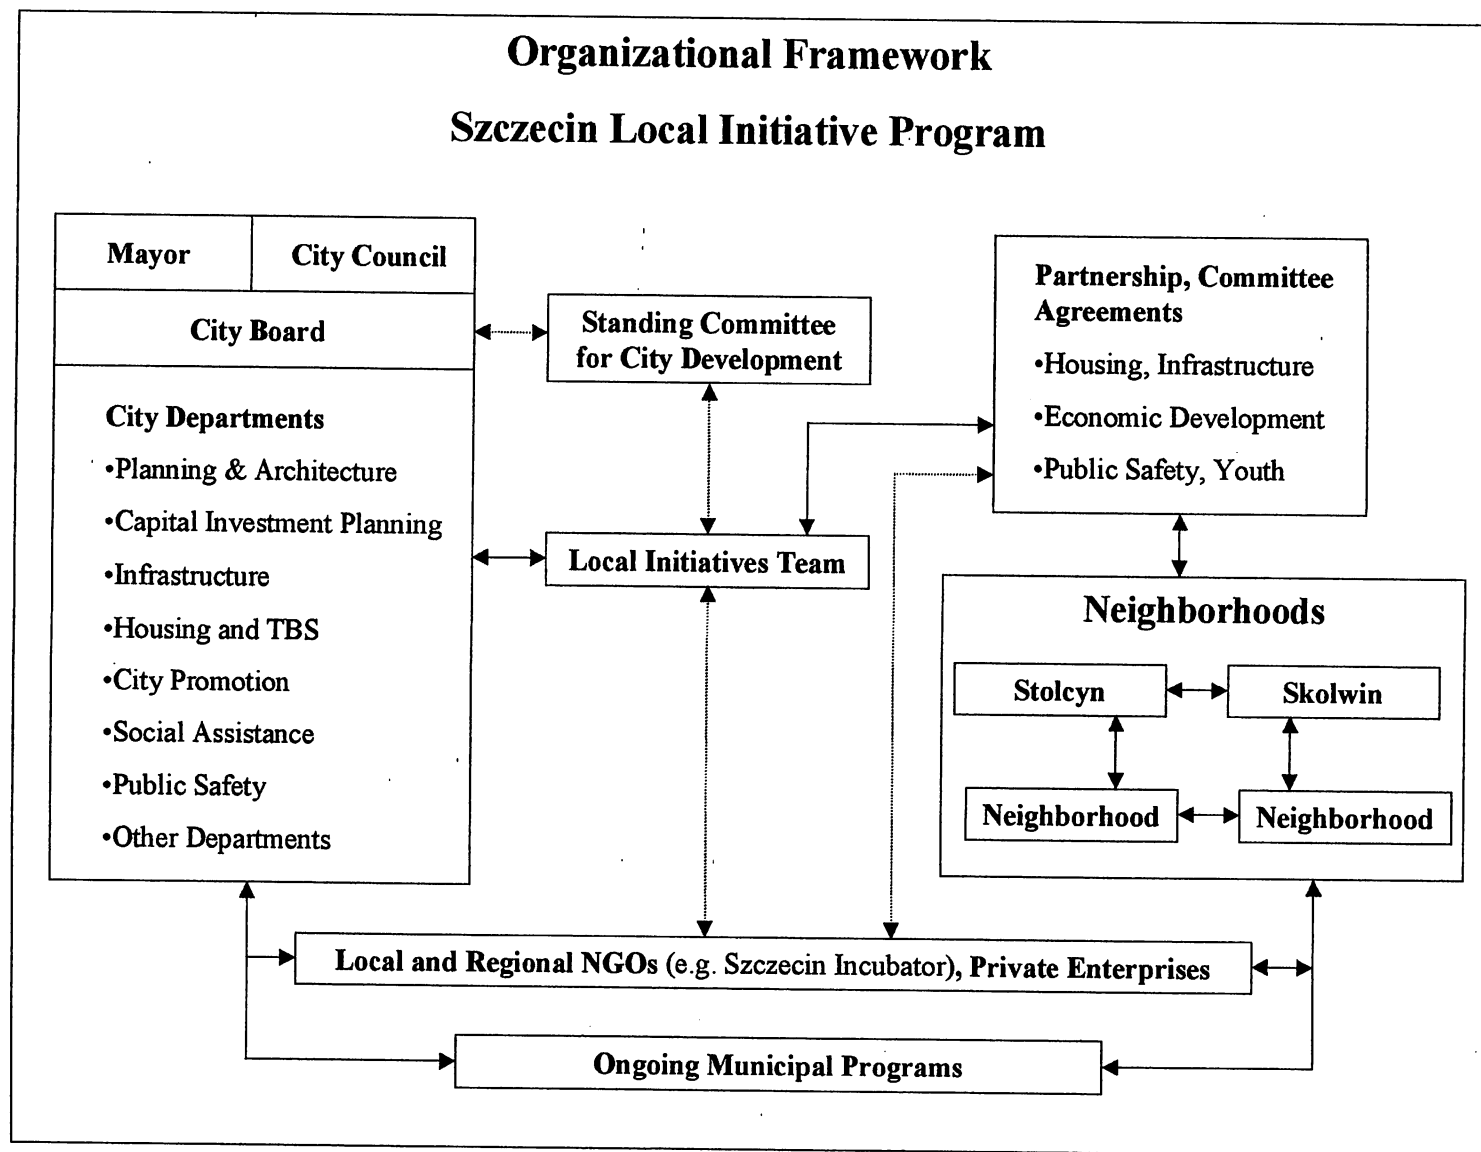 Organizational Framework
Szczecin Local Initiative Program
Mayor
City Council
City Board
City Departments
•Planning & Architecture
•Capital Investment Planning
•Infrastructure
•Housing and TBS
•City Promotion
•Social Assistance
•Public Safety
•Other Departments
Standing Committee
for City Development
Local Initiatives Team
Partnership, Committee
Agreements
•Housing, Infrastructure
•Economic Development
•Public Safety, Youth
Neighborhoods
Stolcyn
Skolwin
Neighborhood
Neighborhood
Local and Regional NGOs (e.g. Szczecin Incubator), Private Enterprises
Ongoing Municipal Programs